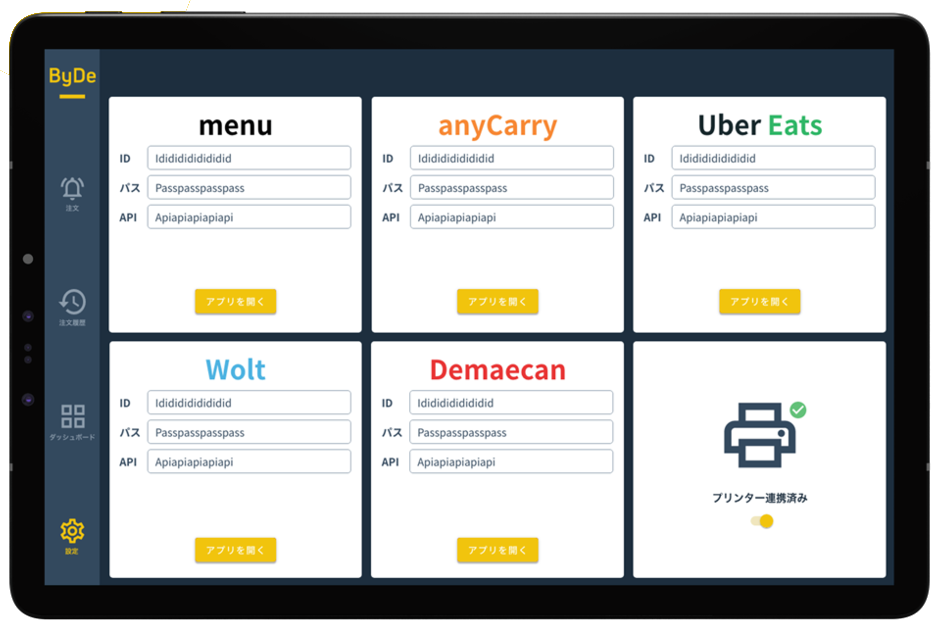 ByDe
注文
注文履歴
ダッシュボード
設定
menu
ID Idididididididid
パス Passpasspasspass
API Apiapiapiapiapi
アプリを開く
anyCarry
ID Idididididididid
パス Passpasspasspass
API Apiapiapiapiapi
アプリを開く
Uber Eats
ID Idididididididid
パス Passpasspasspass
API Apiapiapiapiapi
アプリを開く
Wolt
ID Idididididididid
パス Passpasspasspass
API Apiapiapiapiapi
アプリを開く
Demaecan
ID Idididididididid
パス Passpasspasspass
API Apiapiapiapiapi
アプリを開く
プリンター連携済み